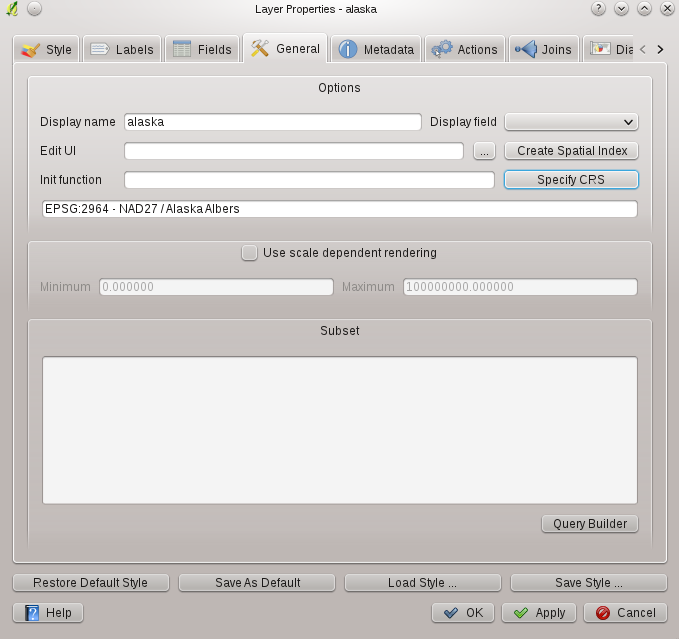 Layer Properties - alaska
Style Labels Fields General Metadata Actions Joins Dia
Options
Display name alaska Display field
Edit UI ... Create Spatial Index
Init function Specify CRS
EPSG:2964 - NAD27 / Alaska Albers
Use scale dependent rendering
Minimum 0.000000 Maximum 100000000.000000
Subset
Query Builder
Restore Default Style Save As Default Load Style ... Save Style ...
Help OK Apply Cancel